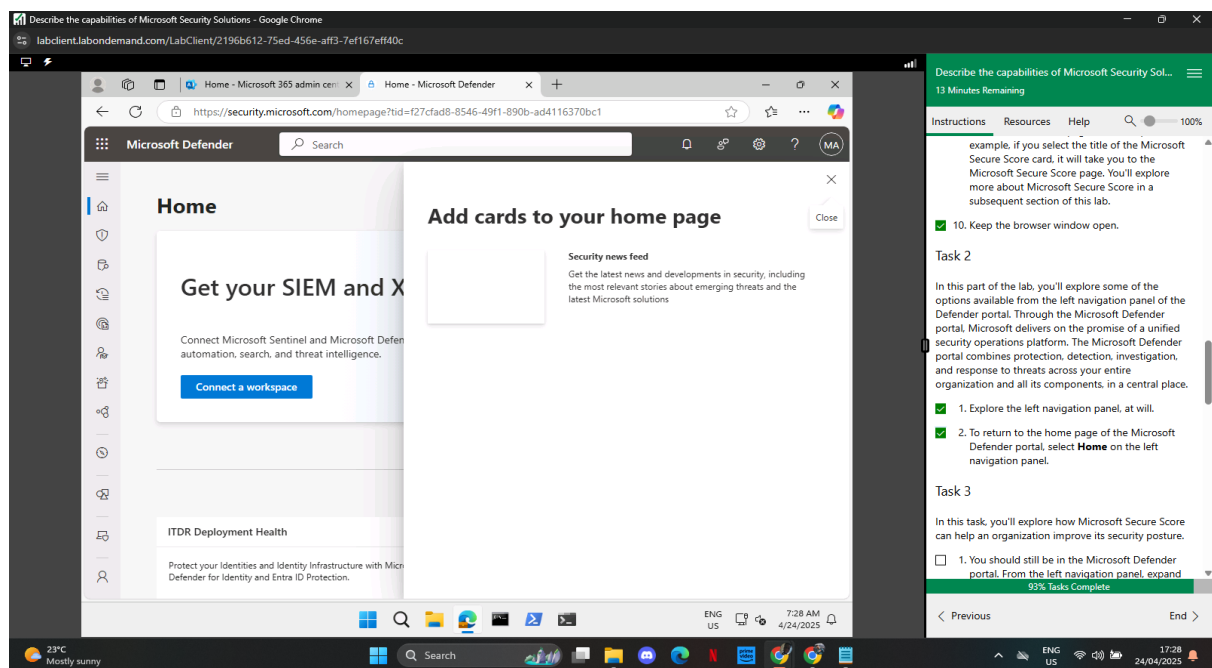 Describe the capabilities of Microsoft Security Solutions - Google Chrome
labclient.labondemand.com/LabClient/2196b612-75ed-456e-aff3-7ef167eff40c
Home - Microsoft 365 admin cent
Home - Microsoft Defender
https://security.microsoft.com/homepage?tid=f27cfad8-8546-49f1-890b-ad4116370bc1
Microsoft Defender
Search
MA
Home
Get your SIEM and X
Connect Microsoft Sentinel and Microsoft Defen
automation, search, and threat intelligence.
Connect a workspace
ITDR Deployment Health
Protect your Identities and Identity Infrastructure with Micr
Defender for Identity and Entra ID Protection.
Add cards to your home page
Close
Security news feed
Get the latest news and developments in security, including
the most relevant stories about emerging threats and the
latest Microsoft solutions
ENG
US
7:28 AM
4/24/2025
Describe the capabilities of Microsoft Security Sol...
13 Minutes Remaining
Instructions Resources Help 100%
example, if you select the title of the Microsoft
Secure Score card, it will take you to the
Microsoft Secure Score page. You'll explore
more about Microsoft Secure Score in a
subsequent section of this lab.
10. Keep the browser window open.
Task 2
In this part of the lab, you'll explore some of the
options available from the left navigation panel of the
Defender portal. Through the Microsoft Defender
portal, Microsoft delivers on the promise of a unified
security operations platform. The Microsoft Defender
portal combines protection, detection, investigation,
and response to threats across your entire
organization and all its components, in a central place.
1. Explore the left navigation panel, at will.
2. To return to the home page of the Microsoft
Defender portal, select Home on the left
navigation panel.
Task 3
In this task, you'll explore how Microsoft Secure Score
can help an organization improve its security posture.
1. You should still be in the Microsoft Defender
portal. From the left navigation panel, expand
93% Tasks Complete
< Previous
End >
23°C
Mostly sunny
Search
prime video
ENG
US
17:28
24/04/2025